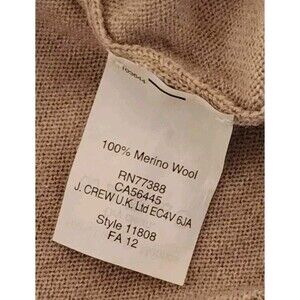 100% Merino Wool
RN77388
CA56445
J. CREW U.K. Ltd EC4V 6JA
Style 11808
FA 12